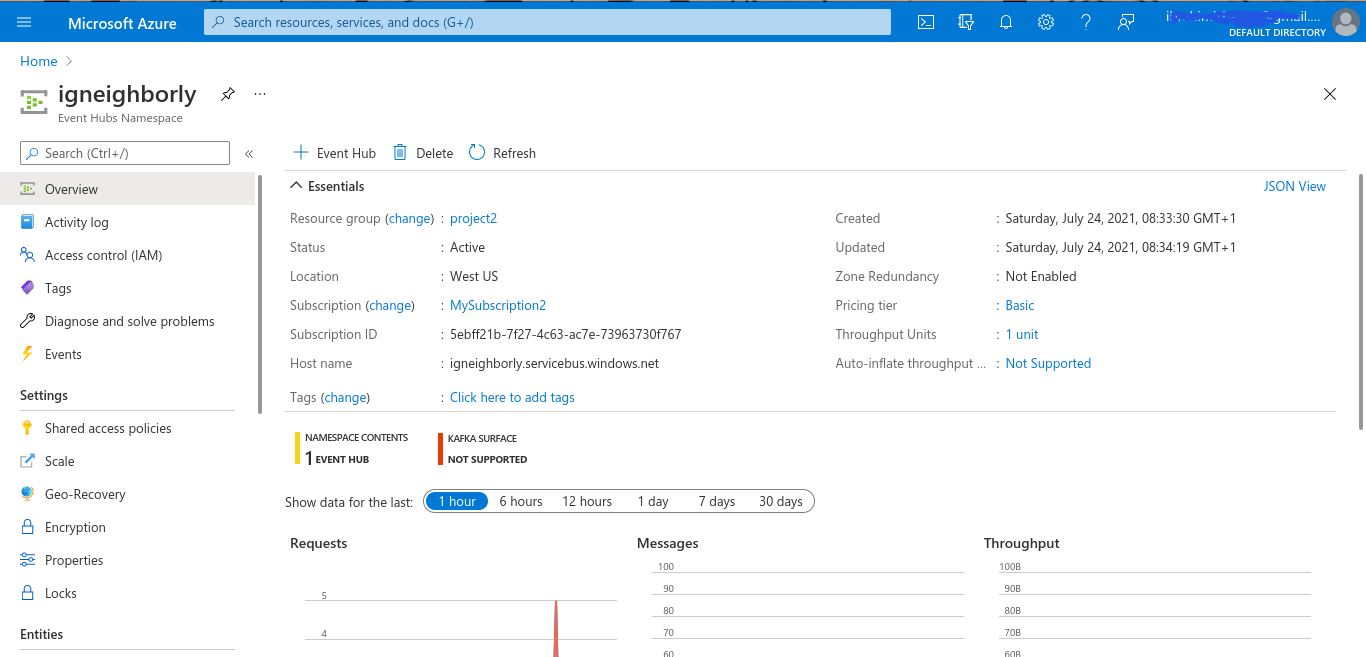 Microsoft Azure
Search resources, services, and docs (G+/)
@gmail....
DEFAULT DIRECTORY
Home
igneighborly
...
Event Hubs Namespace
Search (Ctrl+/)
«
Overview
Activity log
Access control (IAM)
Tags
Diagnose and solve problems
Events
Settings
Shared access policies
Scale
Geo-Recovery
Encryption
Properties
Locks
Entities
Event Hub
Delete
Refresh
Essentials
JSON View
Resource group (change) : project2
Status : Active
Location : West US
Subscription (change) : MySubscription2
Subscription ID : 5ebff21b-7f27-4c63-ac7e-73963730f767
Host name : igneighborly.servicebus.windows.net
Tags (change) : Click here to add tags
Created : Saturday, July 24, 2021, 08:33:30 GMT+1
Updated : Saturday, July 24, 2021, 08:34:19 GMT+1
Zone Redundancy : Not Enabled
Pricing tier : Basic
Throughput Units : 1 unit
Auto-inflate throughput ... : Not Supported
NAMESPACE CONTENTS
1 EVENT HUB
KAFKA SURFACE
NOT SUPPORTED
Show data for the last: 1 hour 6 hours 12 hours 1 day 7 days 30 days
Requests
5
4
Messages
100
90
80
70
60
Throughput
100B
90B
80B
70B
60B